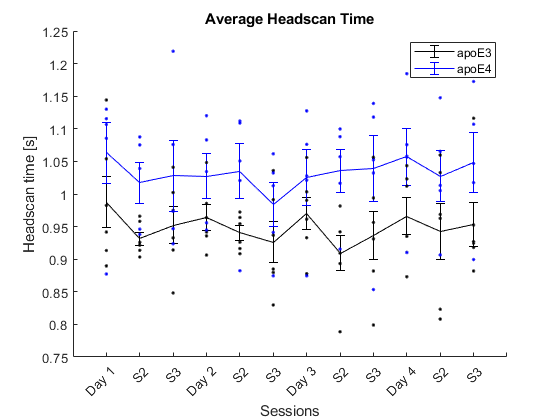 Average Headscan Time
1.25
1.2
1.15
1.1
1.05
1
0.95
0.9
0.85
0.8
0.75
Headscan time [s]
apoE3
apoE4
Day 1 S2 S3 Day 2 S2 S3 Day 3 S2 S3 Day 4 S2 S3
Sessions